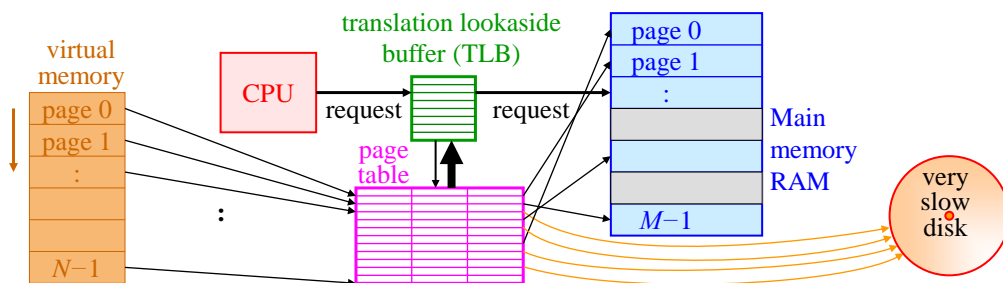 translation lookaside
buffer (TLB)
virtual
memory
page 0
page 1
:
N−1
:
CPU
request
request
page
table
page 0
page 1
:
M−1
Main
memory
RAM
very
slow
disk